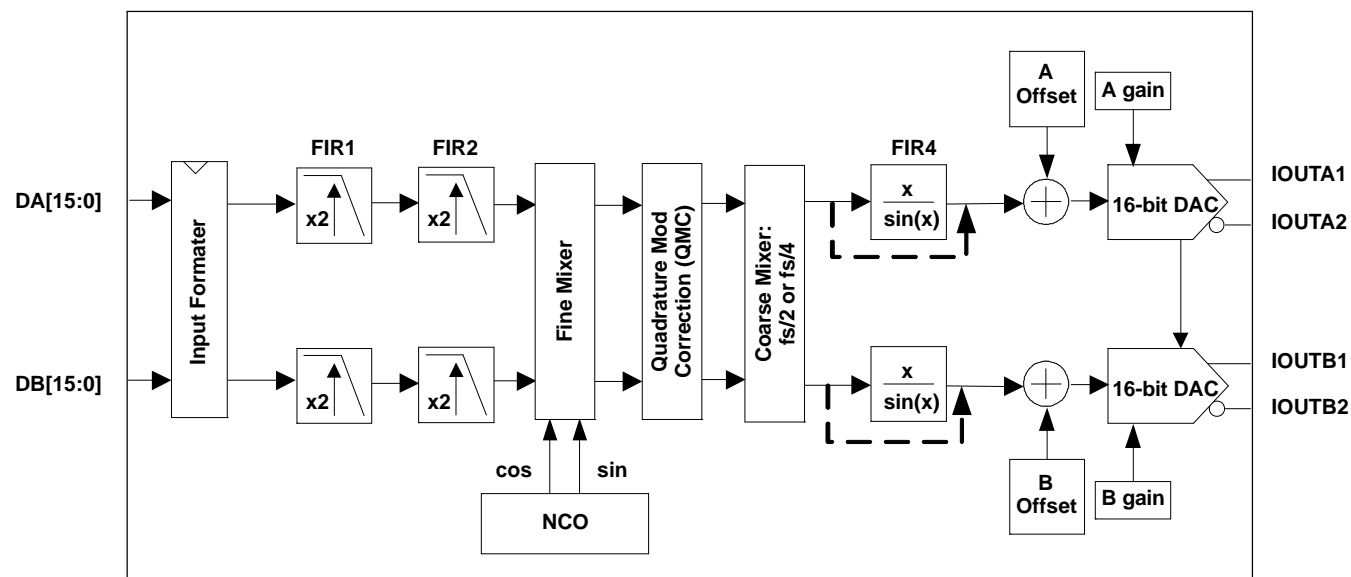 A
Offset
A gain
FIR1
FIR2
FIR4
DA[15:0]
Input Formater
x2
x2
Fine Mixer
Quadrature Mod
Correction (QMC)
Coarse Mixer:
fs/2 or fs/4
x
sin(x)
16-bit DAC
IOUTA1
IOUTA2
DB[15:0]
x2
x2
x
sin(x)
16-bit DAC
IOUTB1
IOUTB2
cos
sin
NCO
B
Offset
B gain